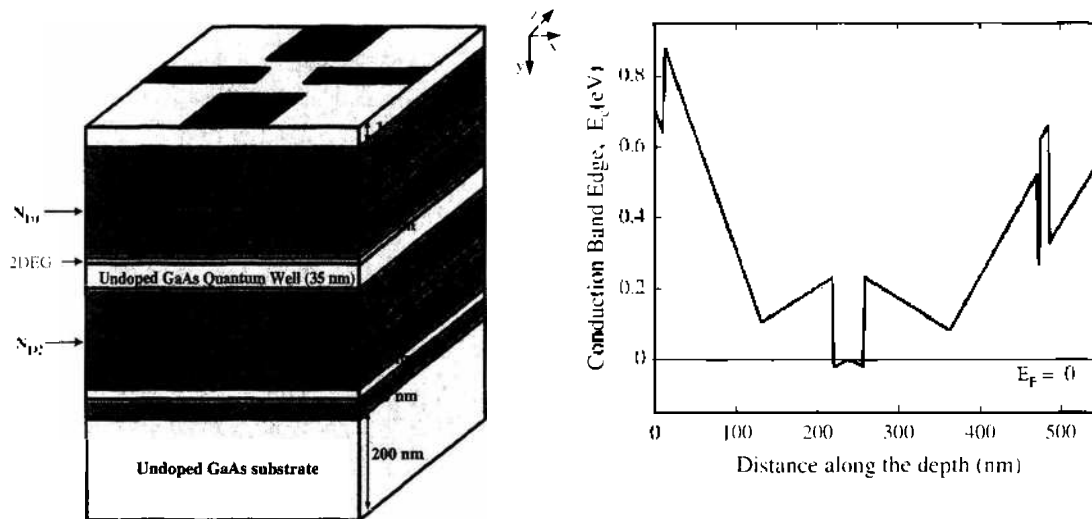 y
N_D1
2DEG
Undoped GaAs Quantum Well (35 nm)
N_D2
nm
200 nm
Undoped GaAs substrate
Conduction Band Edge, E_c(eV)
0.8
0.6
0.4
0.2
0
E_F = 0
0 100 200 300 400 500
Distance along the depth (nm)